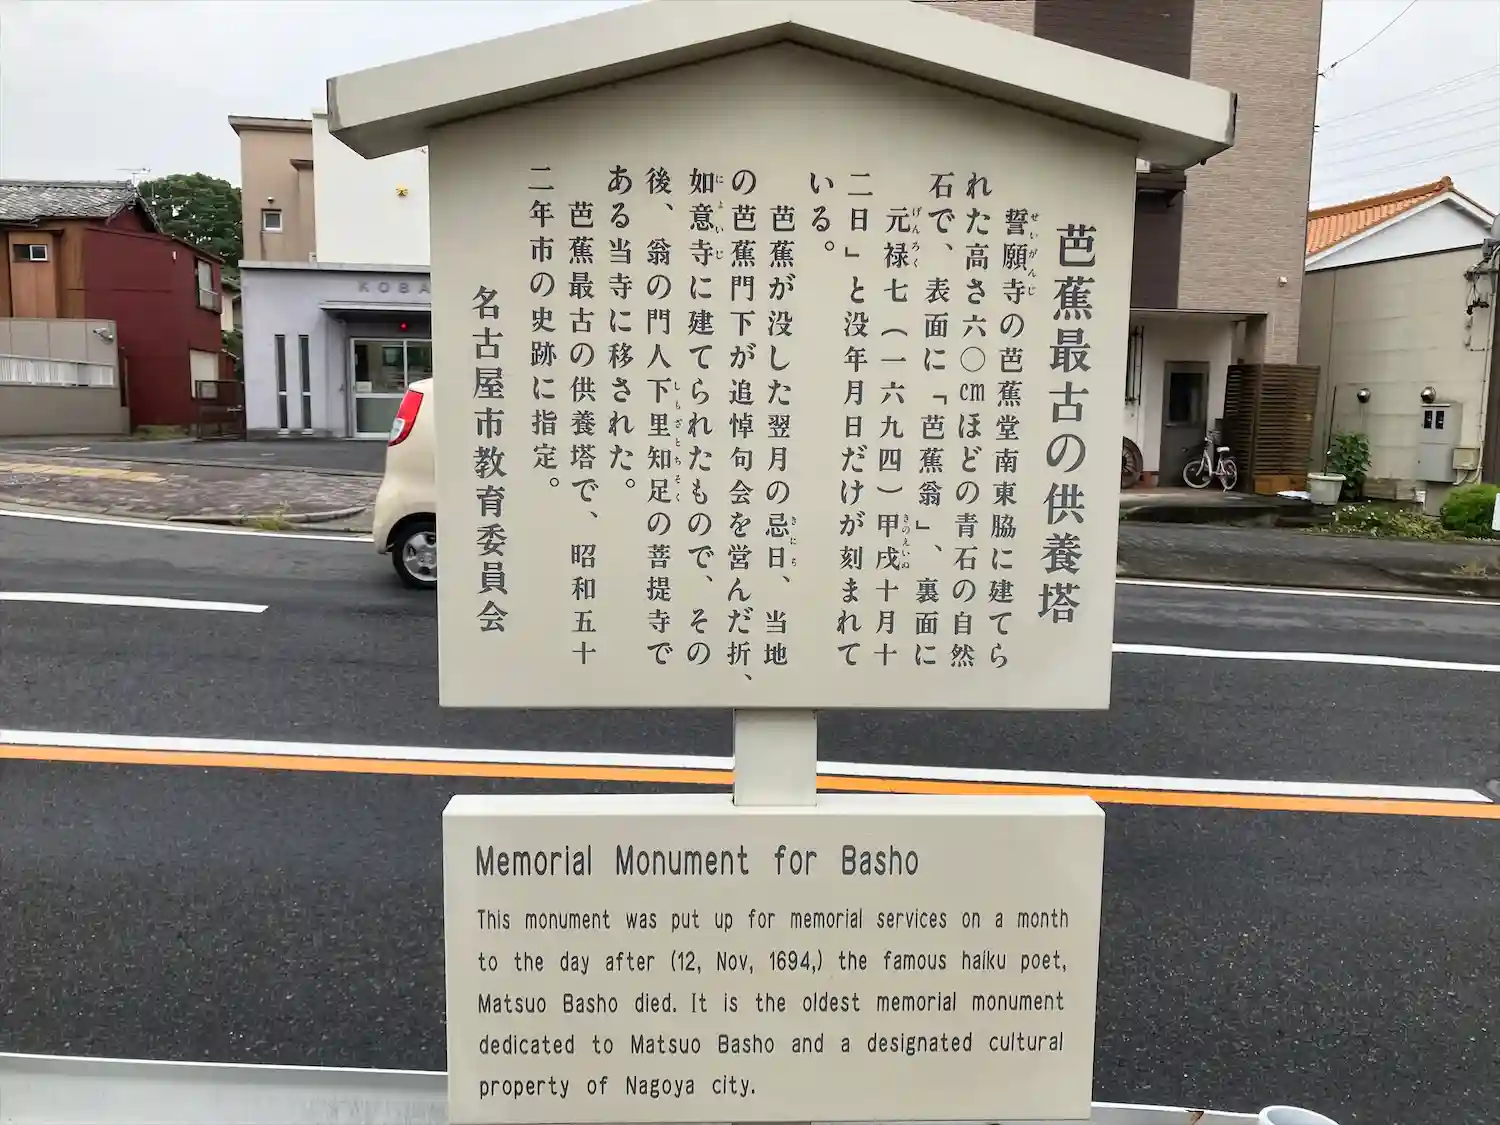 芭蕉最古の供養塔
誓願寺の芭蕉堂南東脇に建てら
れた高さ六〇㎝ほどの青石の自然
石で、表面に「芭蕉翁」、裏面に
元禄七(一六九四)甲戌十月十
二日」と没年月日だけが刻まれて
いる。
芭蕉が没した翌月の忌日、当地
の芭蕉門下が追悼句会を営んだ折、
如意寺に建てられたもので、その
後、翁の門人下里知足の菩提寺で
ある当寺に移された。
芭蕉最古の供養塔で、昭和五十
二年市の史跡に指定。
名古屋市教育委員会
Memorial Monument for Basho
This monument was put up for memorial services on a month
to the day after (12, Nov, 1694,) the famous haiku poet,
Matsuo Basho died. It is the oldest memorial monument
dedicated to Matsuo Basho and a designated cultural
property of Nagoya city.
KOBA